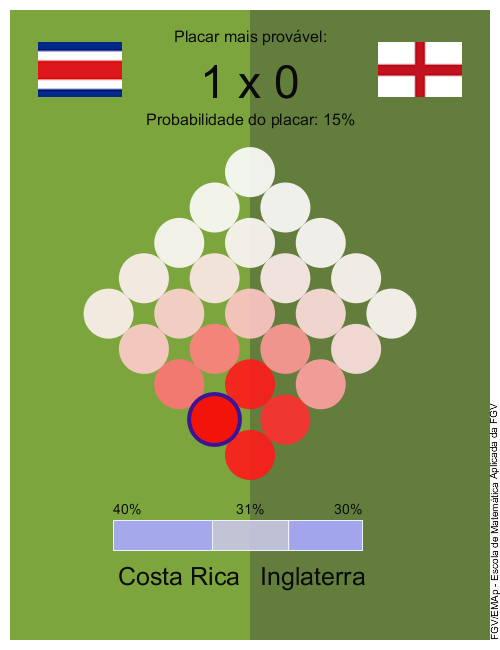 Placar mais provável:
1 x 0
Probabilidade do placar: 15%
40% 31% 30%
Costa Rica Inglaterra
FGV/EMAp - Escola de Matemática Aplicada da FGV